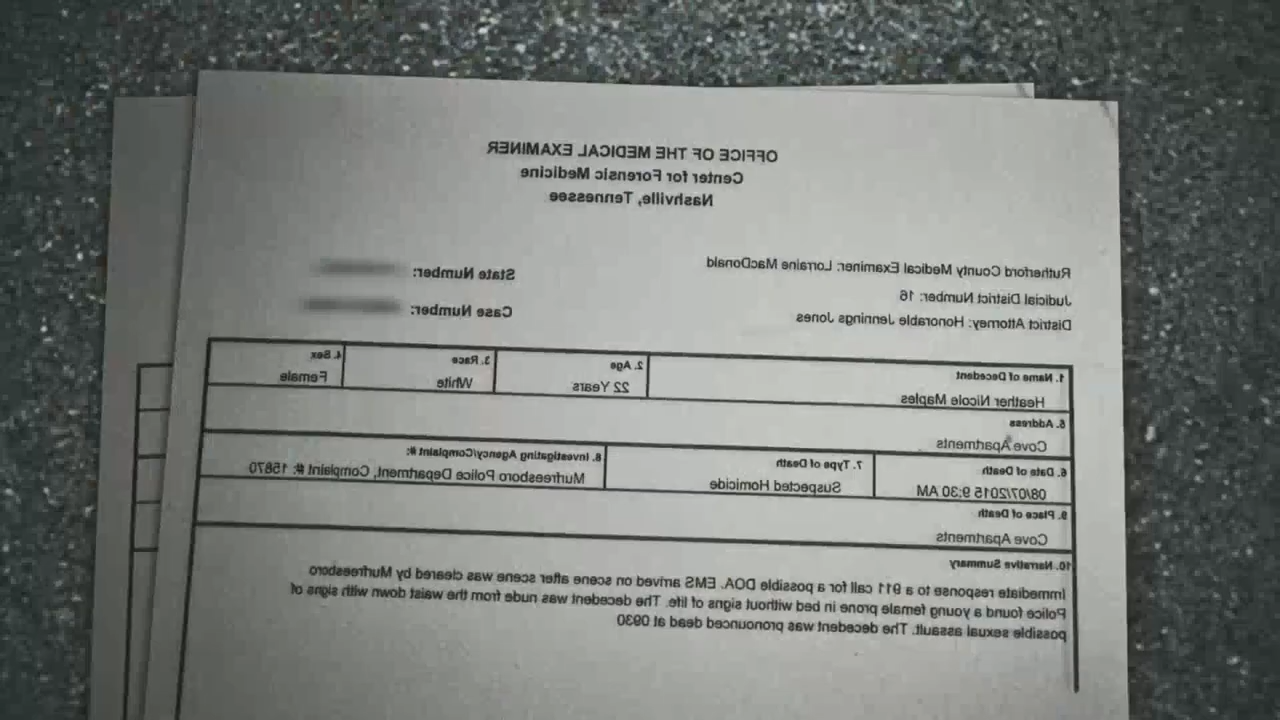 OFFICE OF THE MEDICAL EXAMINER
Center for Forensic Medicine
Nashville, Tennessee
Rutherford County Medical Examiner: Lorraine MacDonald
State Number:
Judicial District Number: 16
Case Number:
District Attorney: Honorable Jennings Jones
1. Name of Decedent
2. Age
3. Race
4. Sex
Heather Nicole Maples
22 Years
White
Female
5. Address
Cove Apartments
6. Date of Death
7. Type of Death
8. Investigating Agency/Complaint #:
08/07/2015 9:30 AM
Suspected Homicide
Murfreesboro Police Department, Complaint #: 15870
9. Place of Death
Cove Apartments
10. Narrative Summary
Immediate response to a 911 call for a possible DOA. EMS arrived on scene after scene was cleared by Murfreesboro
Police found a young female prone in bed without signs of life. The decedent was nude from the waist down with signs of
possible sexual assault. The decedent was pronounced dead at 0930